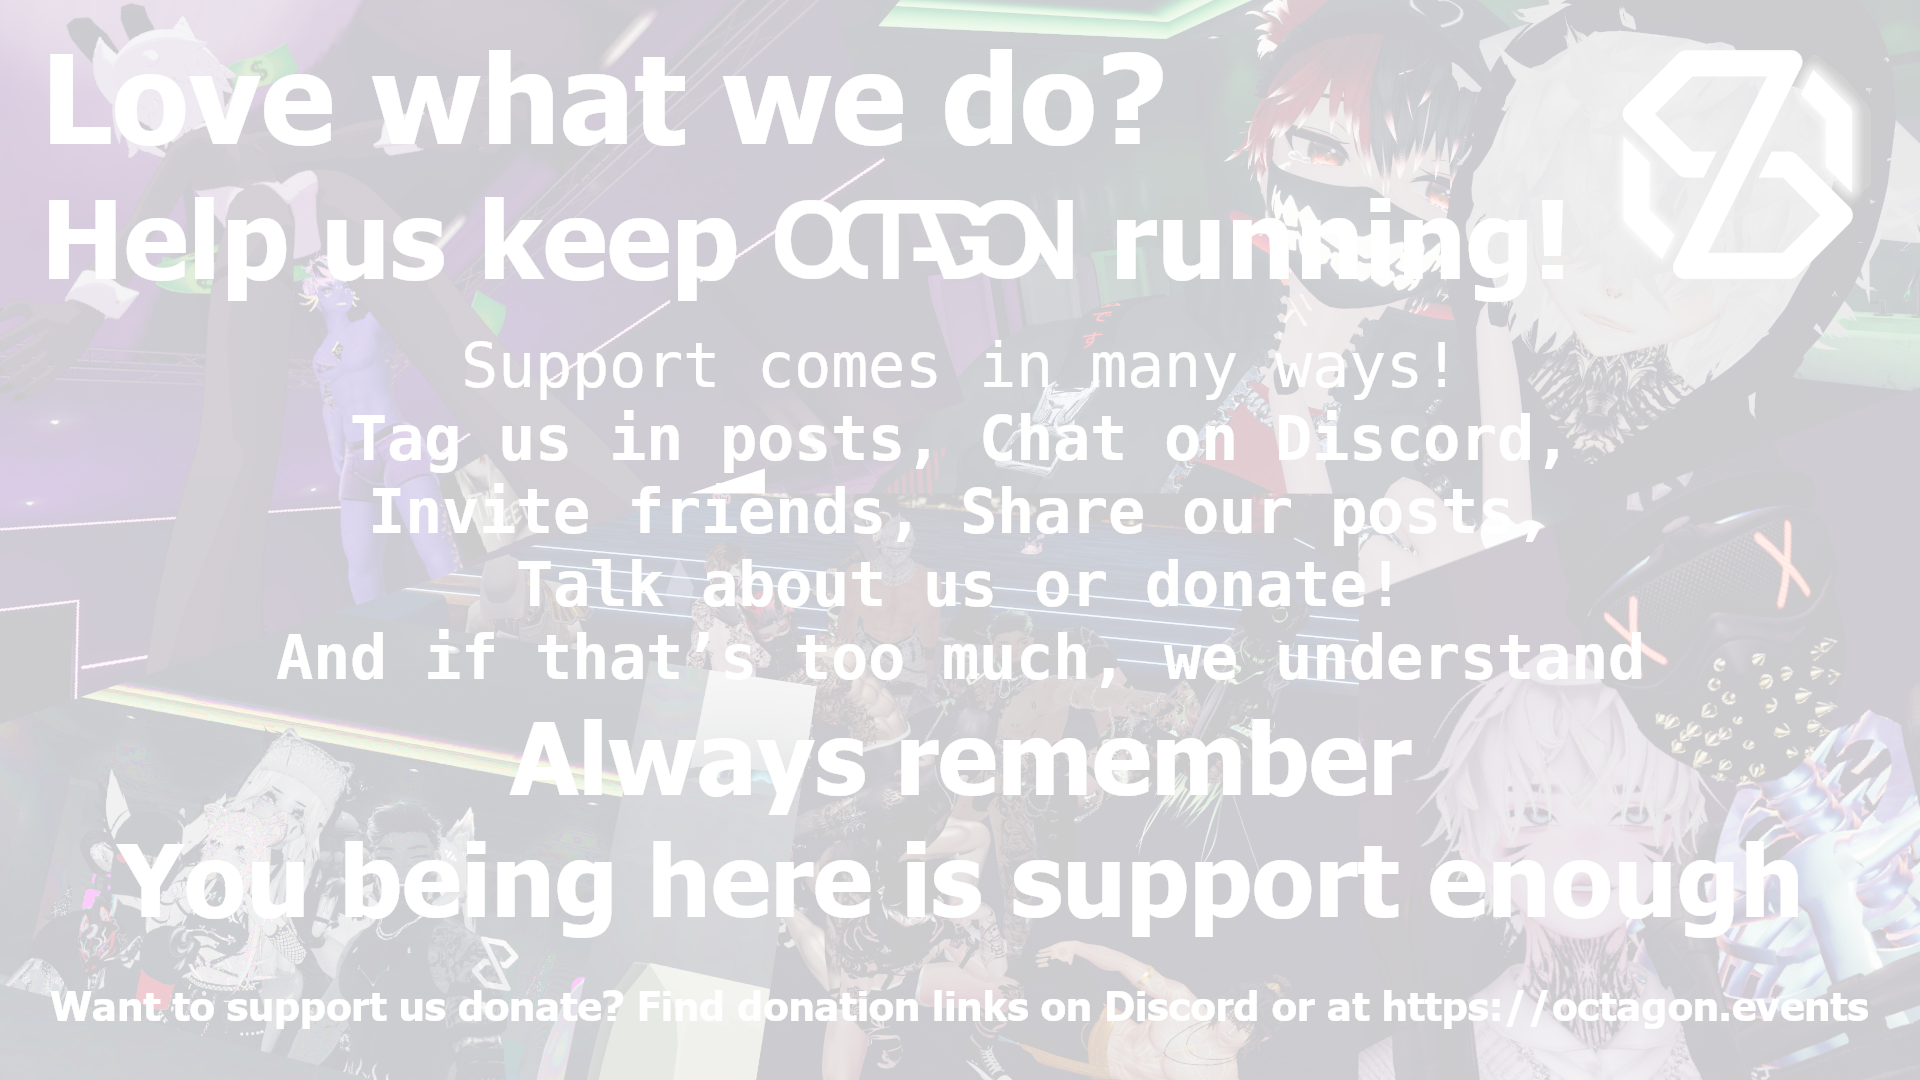 Love what we do?
Help us keep OCTAGON running!
Support comes in many ways!
Tag us in posts, Chat on Discord,
Invite friends, Share our posts,
Talk about us or donate!
And if that’s too much, we understand
Always remember
You being here is support enough
Want to support us donate? Find donation links on Discord or at https://octagon.events